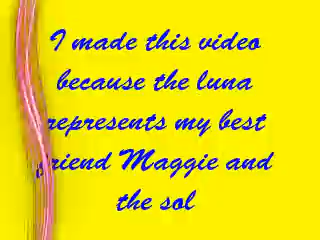 I made this video
because the luna
represents my best
friend Maggie and
the sol